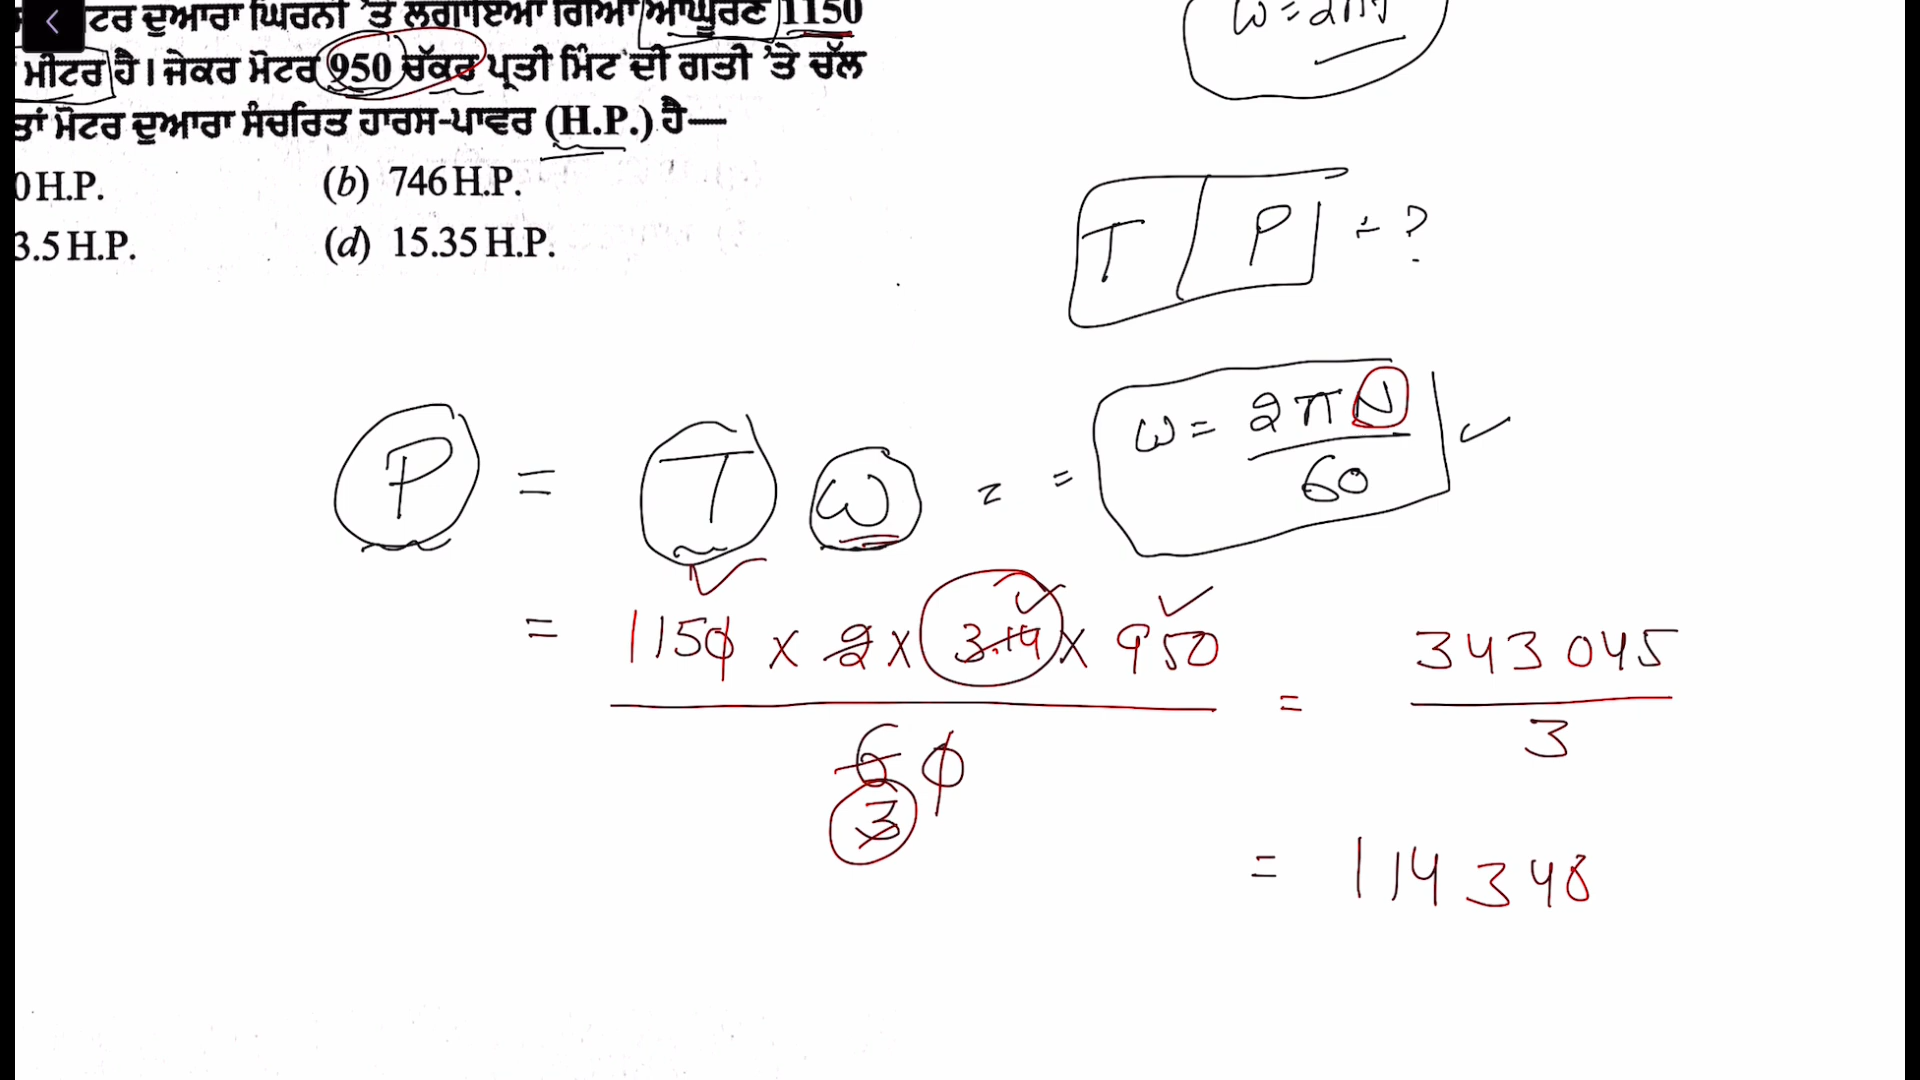 ਟਰ ਦੁਆਰਾ ਘਿਰਨੀ 'ਤੇ ਲਗਾਇਆ ਗਿਆ ਆਘੂਰਣ 1150
ਮੀਟਰ ਹੈ। ਜੇਕਰ ਮੋਟਰ 950 ਚੱਕਰ ਪ੍ਰਤੀ ਮਿੰਟ ਦੀ ਗਤੀ 'ਤੇ ਚੱਲ
ਤਾਂ ਮੋਟਰ ਦੁਆਰਾ ਸੰਚਰਿਤ ਹਾਰਸ-ਪਾਵਰ (H.P.) ਹੈ—
0 H.P. (b) 746 H.P.
3.5 H.P. (d) 15.35 H.P.
T P = ?
P = T ω = = ω = 2πN / 60
= 1150 × 2 × 3.14 × 950 / 60 = 343045 / 3
3
= 114348